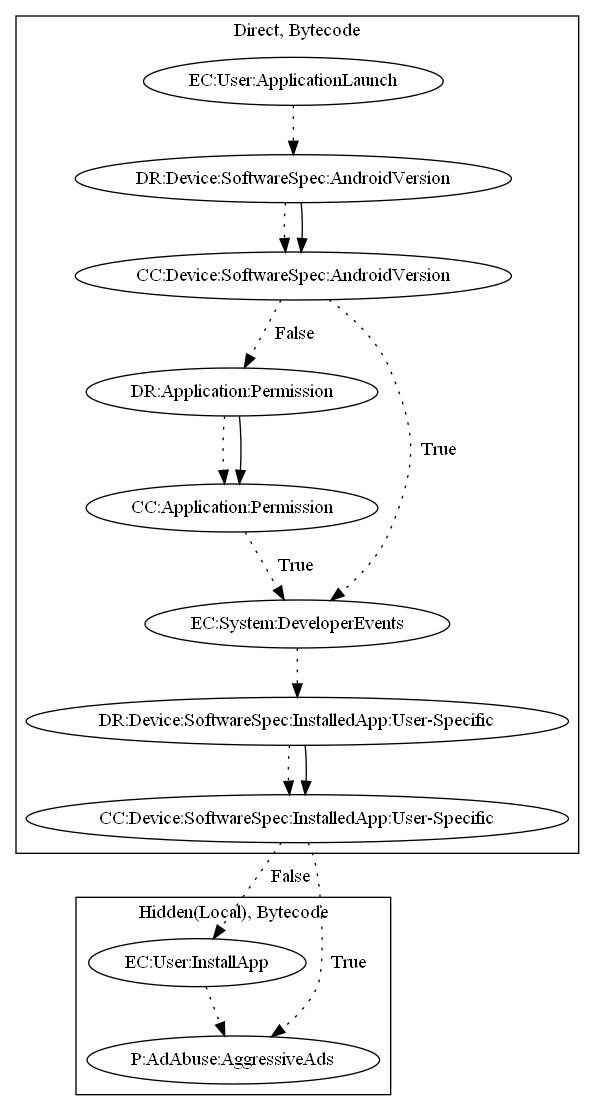 Direct, Bytecode
EC:User:ApplicationLaunch
DR:Device:SoftwareSpec:AndroidVersion
CC:Device:SoftwareSpec:AndroidVersion
False
DR:Application:Permission
True
CC:Application:Permission
True
EC:System:DeveloperEvents
DR:Device:SoftwareSpec:InstalledApp:User-Specific
CC:Device:SoftwareSpec:InstalledApp:User-Specific
False
Hidden(Local), Bytecode
EC:User:InstallApp
True
P:AdAbuse:AggressiveAds